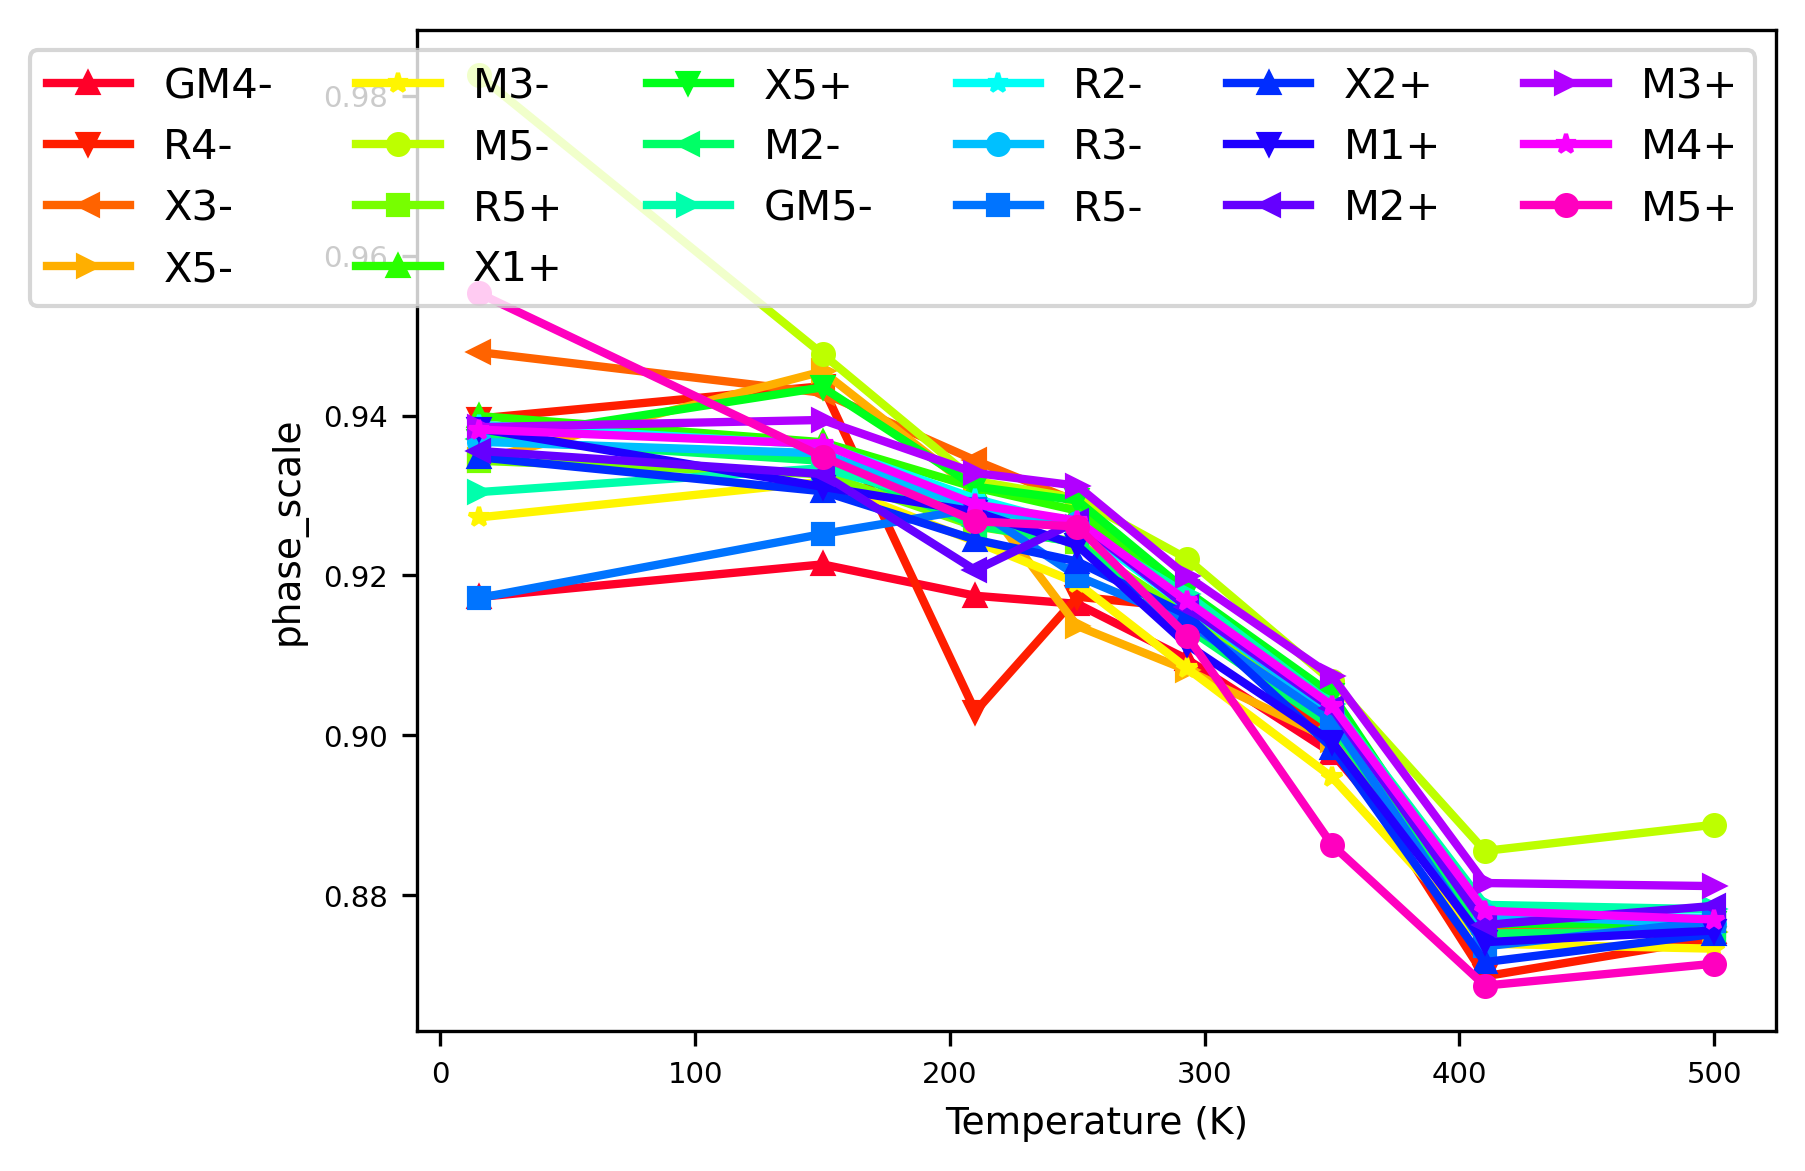 GM4- M3- X5+ R2- X2+ M3+
R4- M5- M2- R3- M1+ M4+
X3- R5+ GM5- R5- M2+ M5+
X5- X1+
0.98
0.96
0.94
0.92
0.90
0.88
phase_scale
0 100 200 300 400 500
Temperature (K)